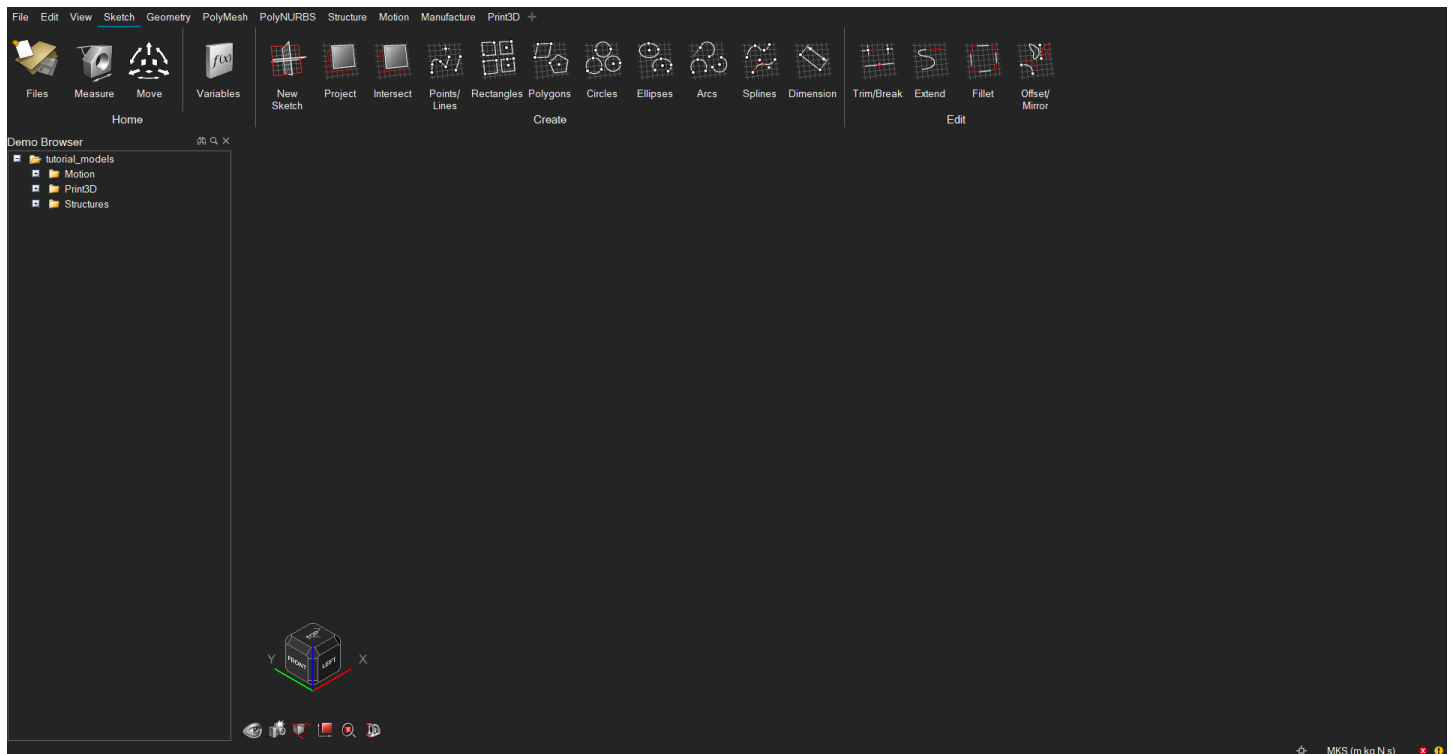 File Edit View Sketch Geometry PolyMesh PolyNURBS Structure Motion Manufacture Print3D
f(x)
Files Measure Move Variables New Sketch Project Intersect Points/ Lines Rectangles Polygons Circles Ellipses Arcs Splines Dimension Trim/Break Extend Fillet Offset/ Mirror
Home Create Edit
Demo Browser
tutorial_models
Motion
Print3D
Structures
TOP
Y FRONT LEFT X
MKS (m kg N s)